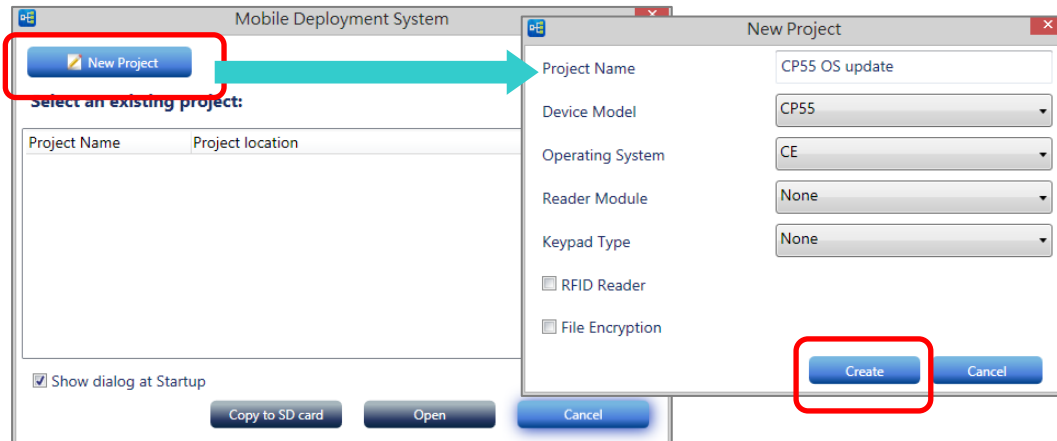 Mobile Deployment System
New Project
Select an existing project:
Project Name Project location
Show dialog at Startup
Copy to SD card Open Cancel
New Project
Project Name CP55 OS update
Device Model CP55
Operating System CE
Reader Module None
Keypad Type None
RFID Reader
File Encryption
Create Cancel